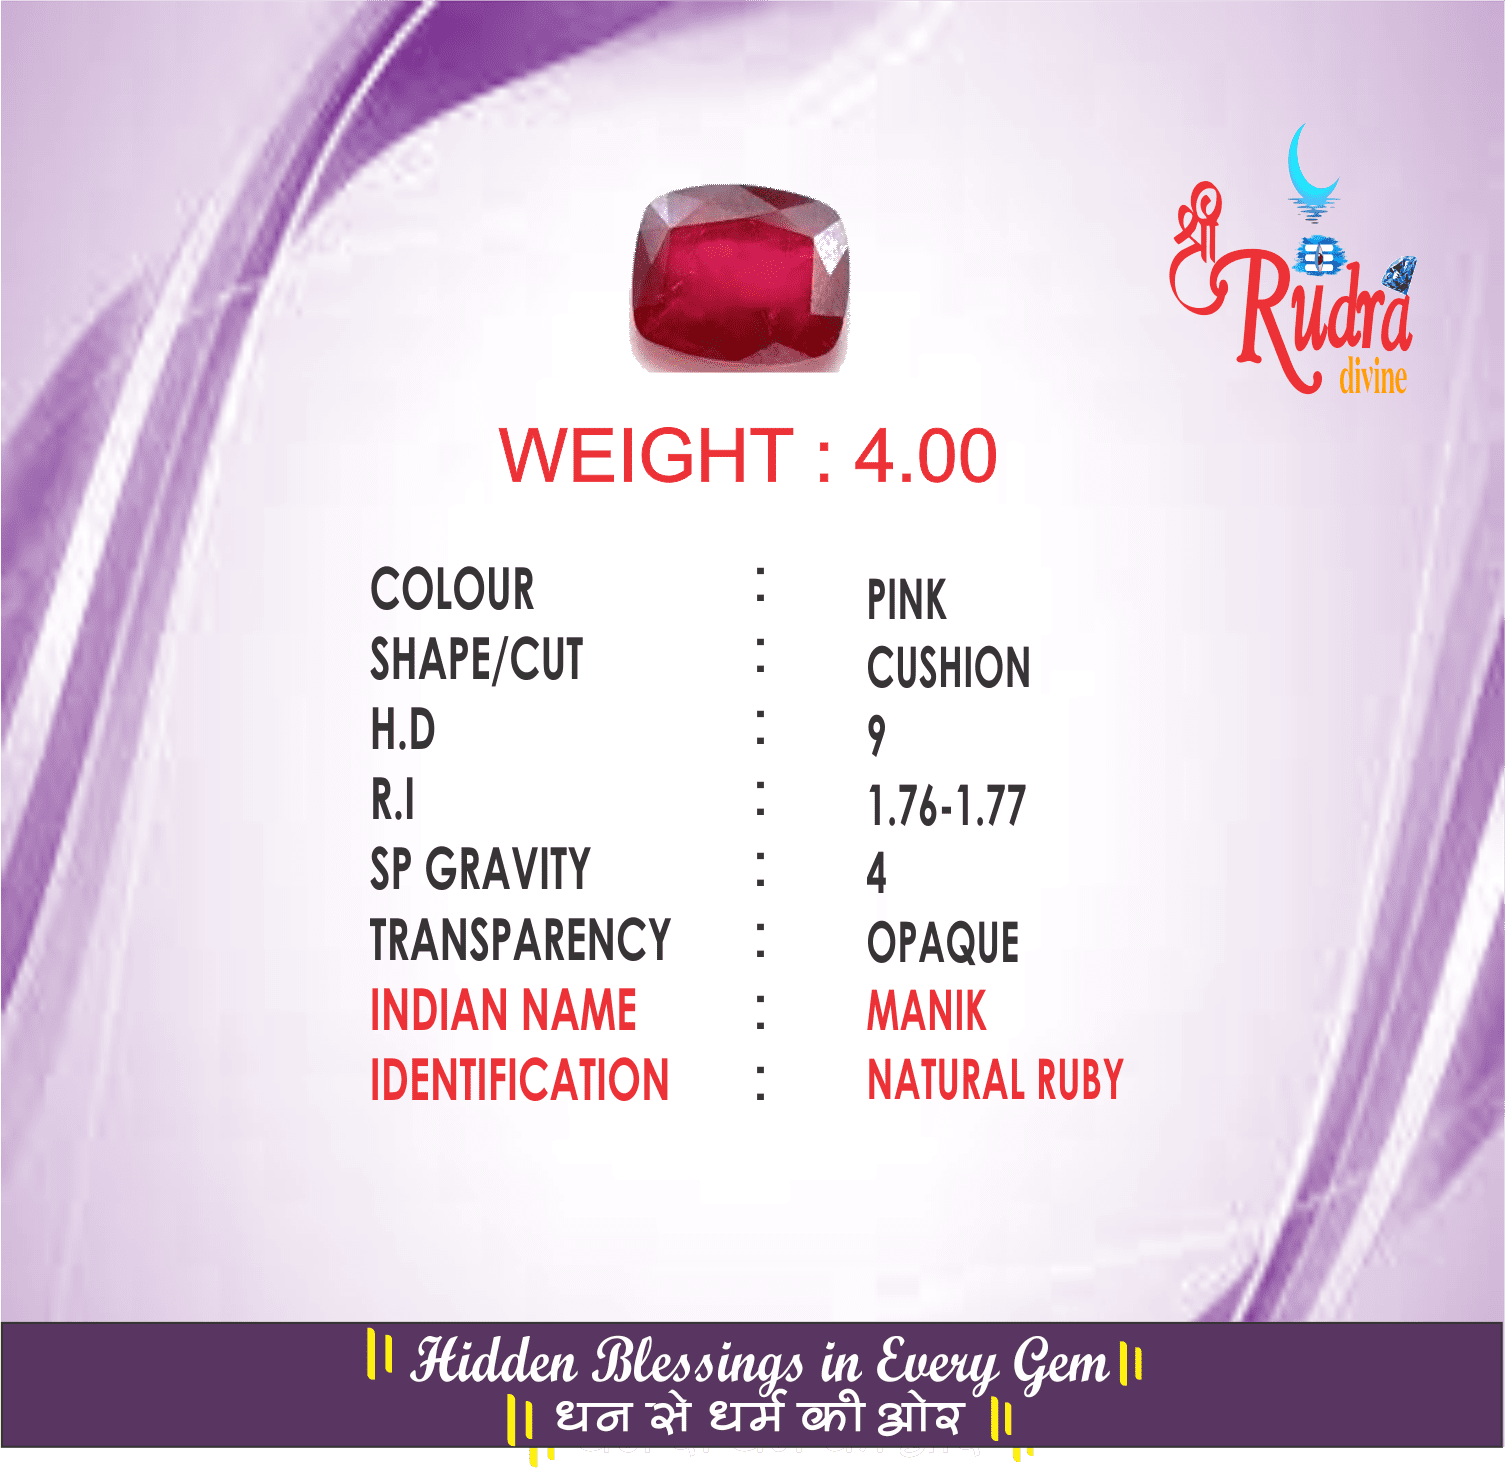 श्री
Rudra
divine
WEIGHT : 4.00
COLOUR : PINK
SHAPE/CUT : CUSHION
H.D : 9
R.I : 1.76-1.77
SP GRAVITY : 4
TRANSPARENCY : OPAQUE
INDIAN NAME : MANIK
IDENTIFICATION : NATURAL RUBY
|| Hidden Blessings in Every Gem ||
|| धन से धर्म की ओर ||